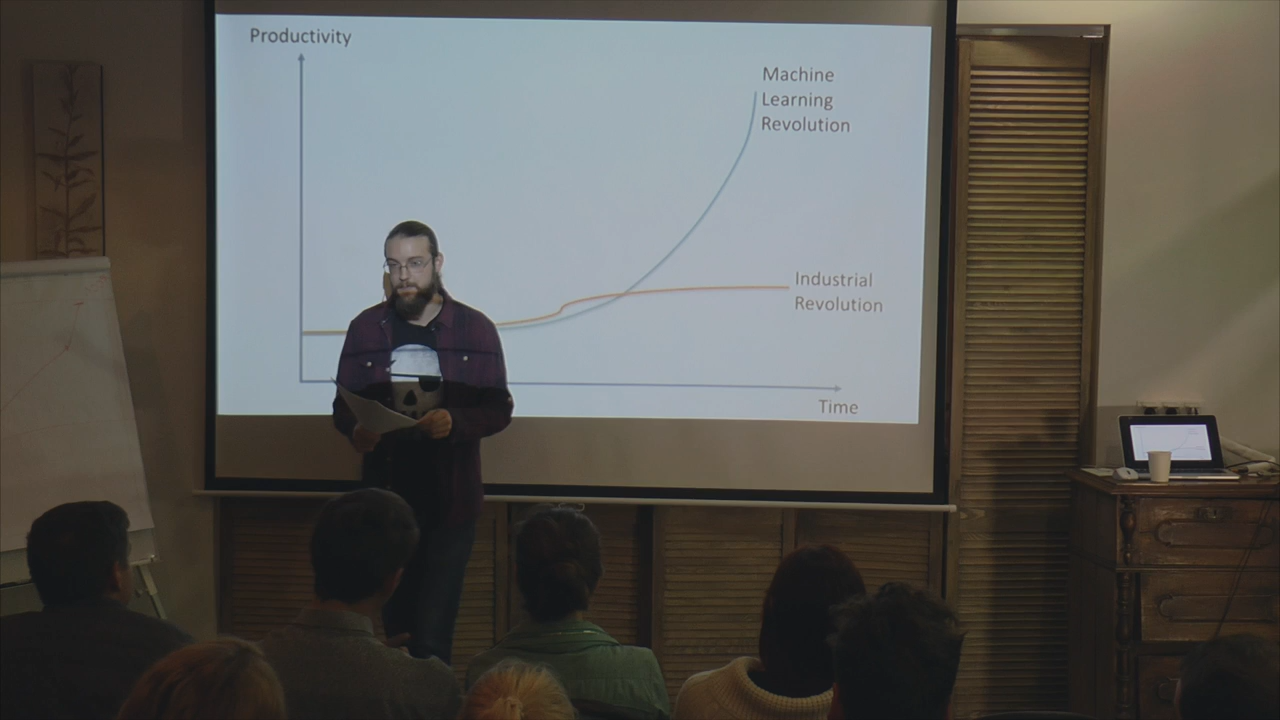 Productivity
Machine
Learning
Revolution
Industrial
Revolution
Time